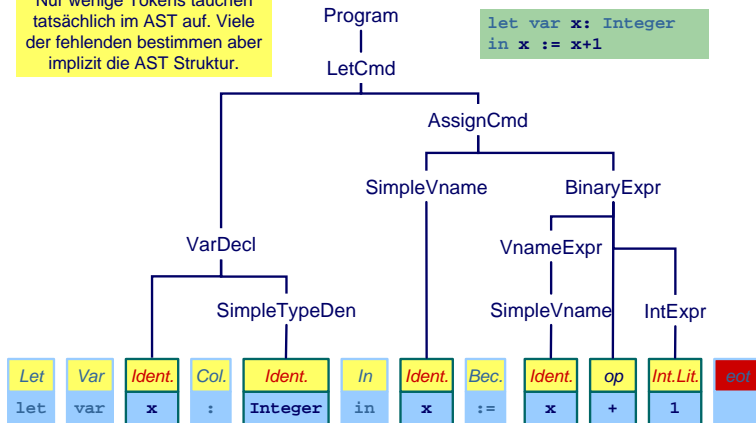 Nur wenige Tokens tauchen
tatsächlich im AST auf. Viele
der fehlenden bestimmen aber
implizit die AST Struktur.
Program
let var x: Integer
in x := x+1
LetCmd
AssignCmd
SimpleVname BinaryExpr
VarDecl VnameExpr
SimpleTypeDen SimpleVname IntExpr
Let Var Ident. Col. Ident. In Ident. Bec. Ident. op Int.Lit. eot
let var x : Integer in x := x + 1